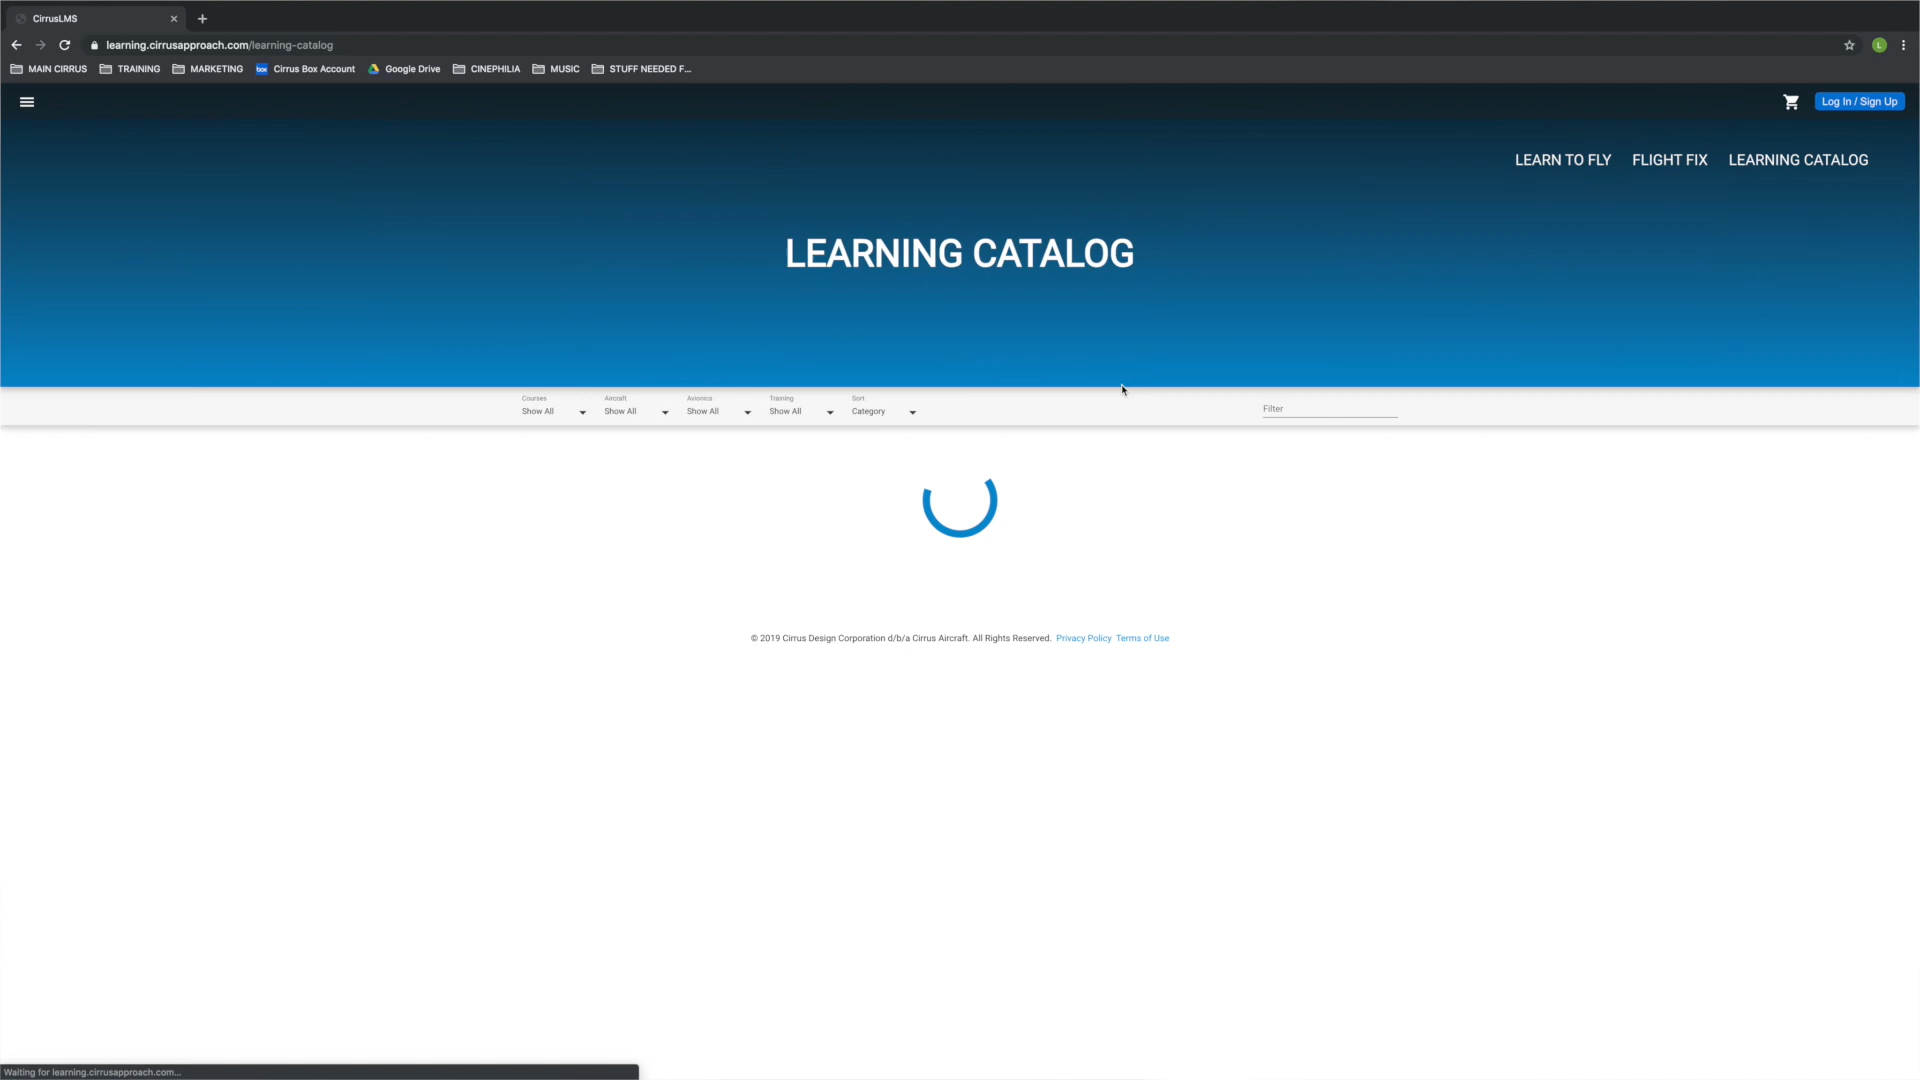 CirrusLMS
learning.cirrusapproach.com/learning-catalog
MAIN CIRRUS TRAINING MARKETING box Cirrus Box Account Google Drive CINEPHILIA MUSIC STUFF NEEDED F...
L
Log In / Sign Up
LEARN TO FLY FLIGHT FIX LEARNING CATALOG
LEARNING CATALOG
Courses Aircraft Avionics Training Sort
Show All Show All Show All Show All Category
Filter
© 2019 Cirrus Design Corporation d/b/a Cirrus Aircraft. All Rights Reserved. Privacy Policy Terms of Use
Waiting for learning.cirrusapproach.com...